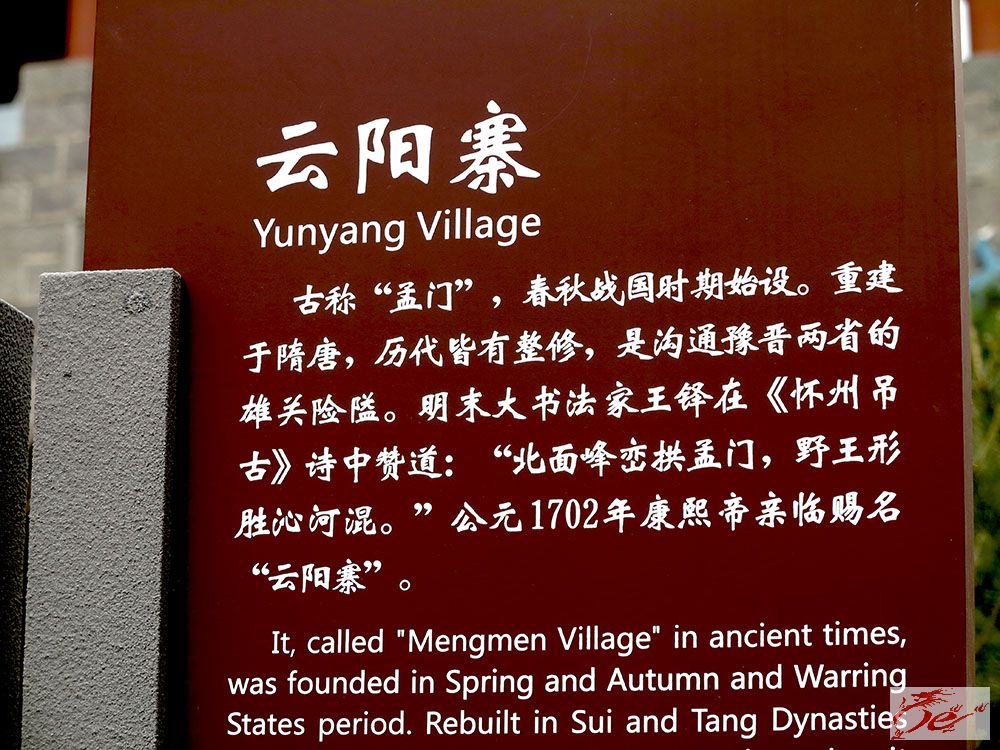 云阳寨
Yunyang Village
古称“孟门”，春秋战国时期始设。重建
于隋唐，历代皆有整修，是沟通豫晋两省的
雄关险隘。明末大书法家王铎在《怀州吊
古》诗中赞道：“北面峰峦拱孟门，野王形
胜沁河混。”公元1702年康熙帝亲临赐名
“云阳寨”。
It, called "Mengmen Village" in ancient times,
was founded in Spring and Autumn and Warring
States period. Rebuilt in Sui and Tang Dynasties